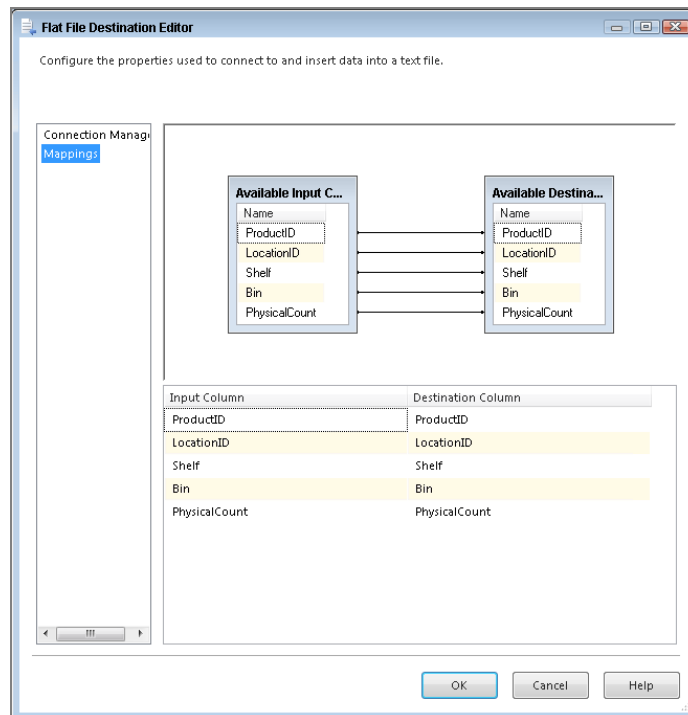 Flat File Destination Editor
Configure the properties used to connect to and insert data into a text file.
Connection Manag
Mappings
Available Input C...
Name
ProductID
LocationID
Shelf
Bin
PhysicalCount
Available Destina...
Name
ProductID
LocationID
Shelf
Bin
PhysicalCount
Input Column Destination Column
ProductID ProductID
LocationID LocationID
Shelf Shelf
Bin Bin
PhysicalCount PhysicalCount
OK Cancel Help